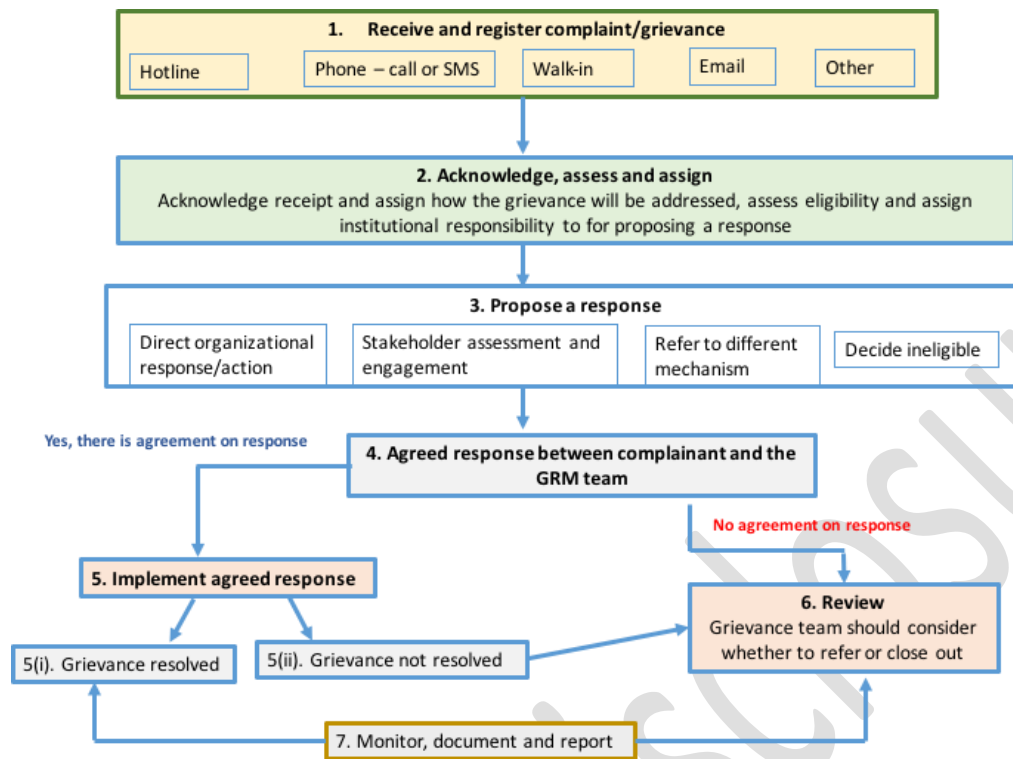 1. Receive and register complaint/grievance
Hotline
Phone – call or SMS
Walk-in
Email
Other
2. Acknowledge, assess and assign
Acknowledge receipt and assign how the grievance will be addressed, assess eligibility and assign
institutional responsibility to for proposing a response
3. Propose a response
Direct organizational
response/action
Stakeholder assessment and
engagement
Refer to different
mechanism
Decide ineligible
Yes, there is agreement on response
4. Agreed response between complainant and the
GRM team
No agreement on response
5. Implement agreed response
6. Review
Grievance team should consider
whether to refer or close out
5(i). Grievance resolved
5(ii). Grievance not resolved
7. Monitor, document and report